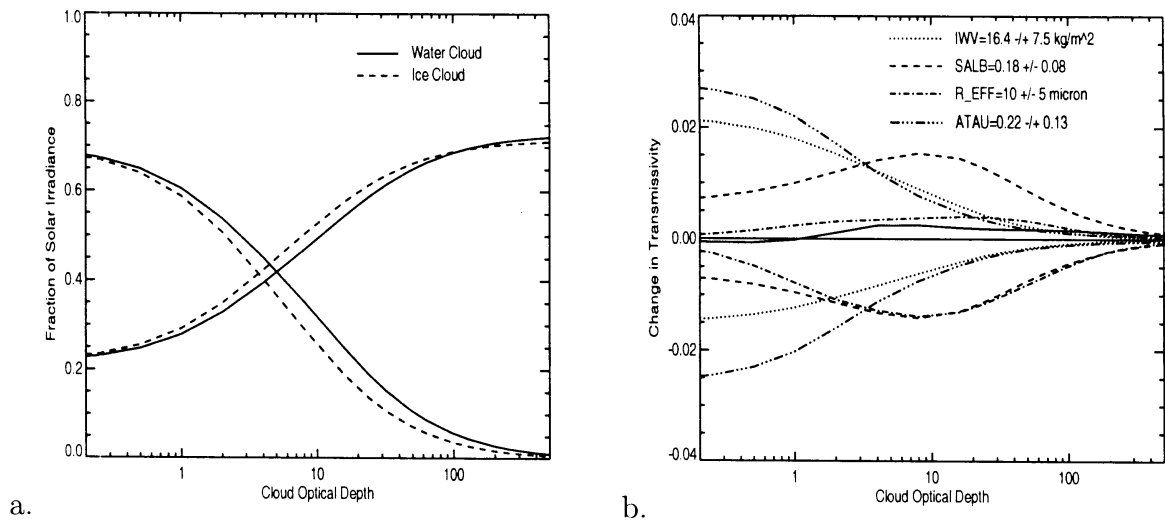 1.0
0.8
0.6
0.4
0.2
0.0
Fraction of Solar Irradiance
Water Cloud
Ice Cloud
1
10
100
Cloud Optical Depth
a.
0.04
0.02
0.00
-0.02
-0.04
Change in Transmissivity
IWV=16.4 -/+ 7.5 kg/m^2
SALB=0.18 +/- 0.08
R_EFF=10 +/- 5 micron
ATAU=0.22 -/+ 0.13
1
10
100
Cloud Optical Depth
b.